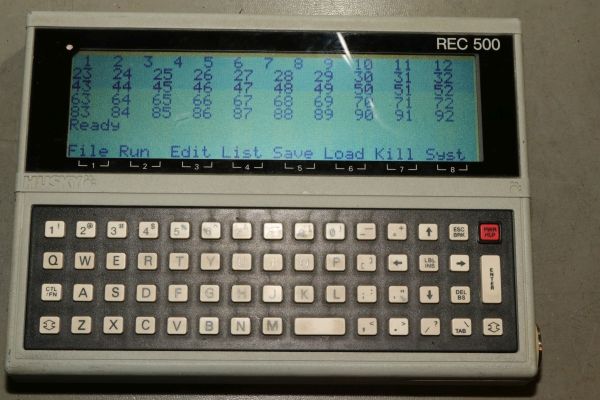 REC 500
1 2 3 4 5 6 7 8 9 10 11 12
23 24 25 26 27 28 29 30 31 32
43 44 45 46 47 48 49 50 51 52
63 64 65 66 67 68 69 70 71 72
83 84 85 86 87 88 89 90 91 92
Ready
File Run Edit List Save Load Kill Syst
1 2 3 4 5 6 7 8
HUSKY
1 ! 2 @ 3 # 4 $ 5 % 6 7 8 9 0 ESC BRK PWR HLP
Q W E R T Y U I O P LBL INS ENTER
CTL FN A S D F G H J K L DEL BS
Z X C V B N M , < . > / ? \ TAB